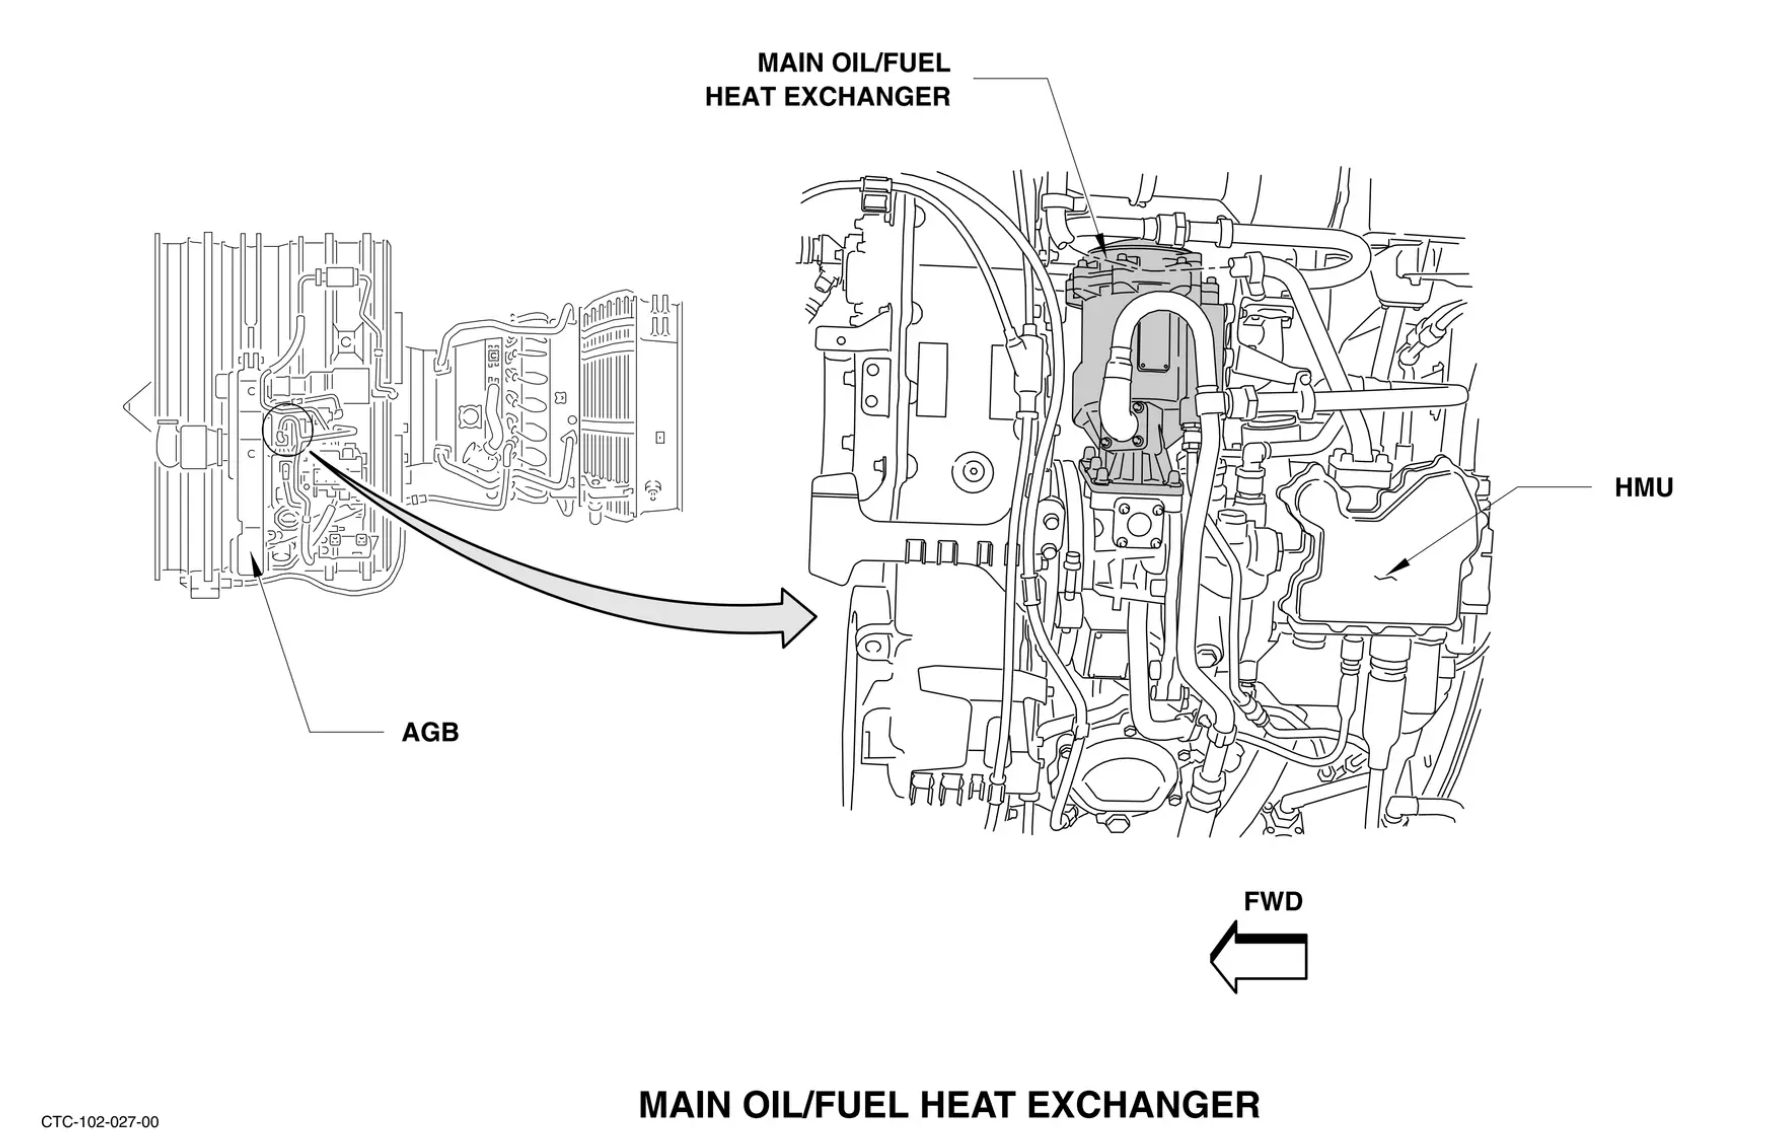 MAIN OIL/FUEL
HEAT EXCHANGER
HMU
AGB
FWD
MAIN OIL/FUEL HEAT EXCHANGER
CTC-102-027-00